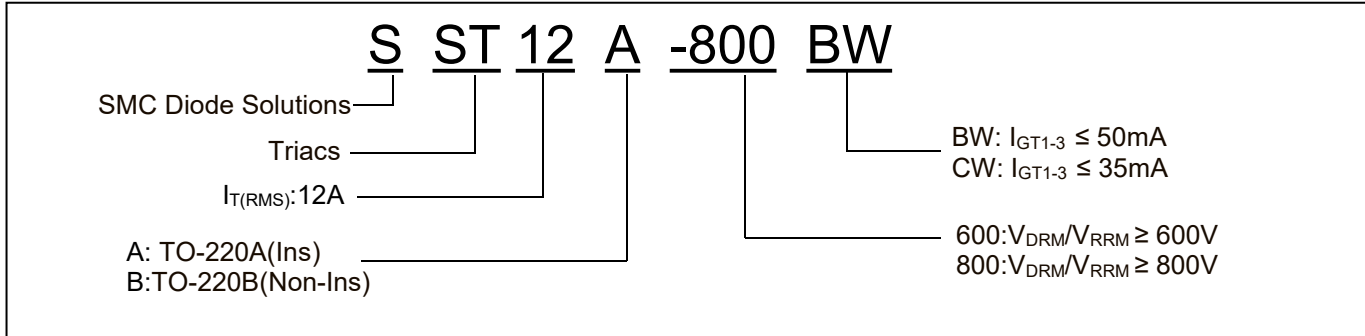 S ST 12 A -800 BW
SMC Diode Solutions
Triacs
IT(RMS):12A
A: TO-220A(Ins)
B:TO-220B(Non-Ins)
BW: IGT1-3 ≤ 50mA
CW: IGT1-3 ≤ 35mA
600:VDRM/VRRM ≥ 600V
800:VDRM/VRRM ≥ 800V